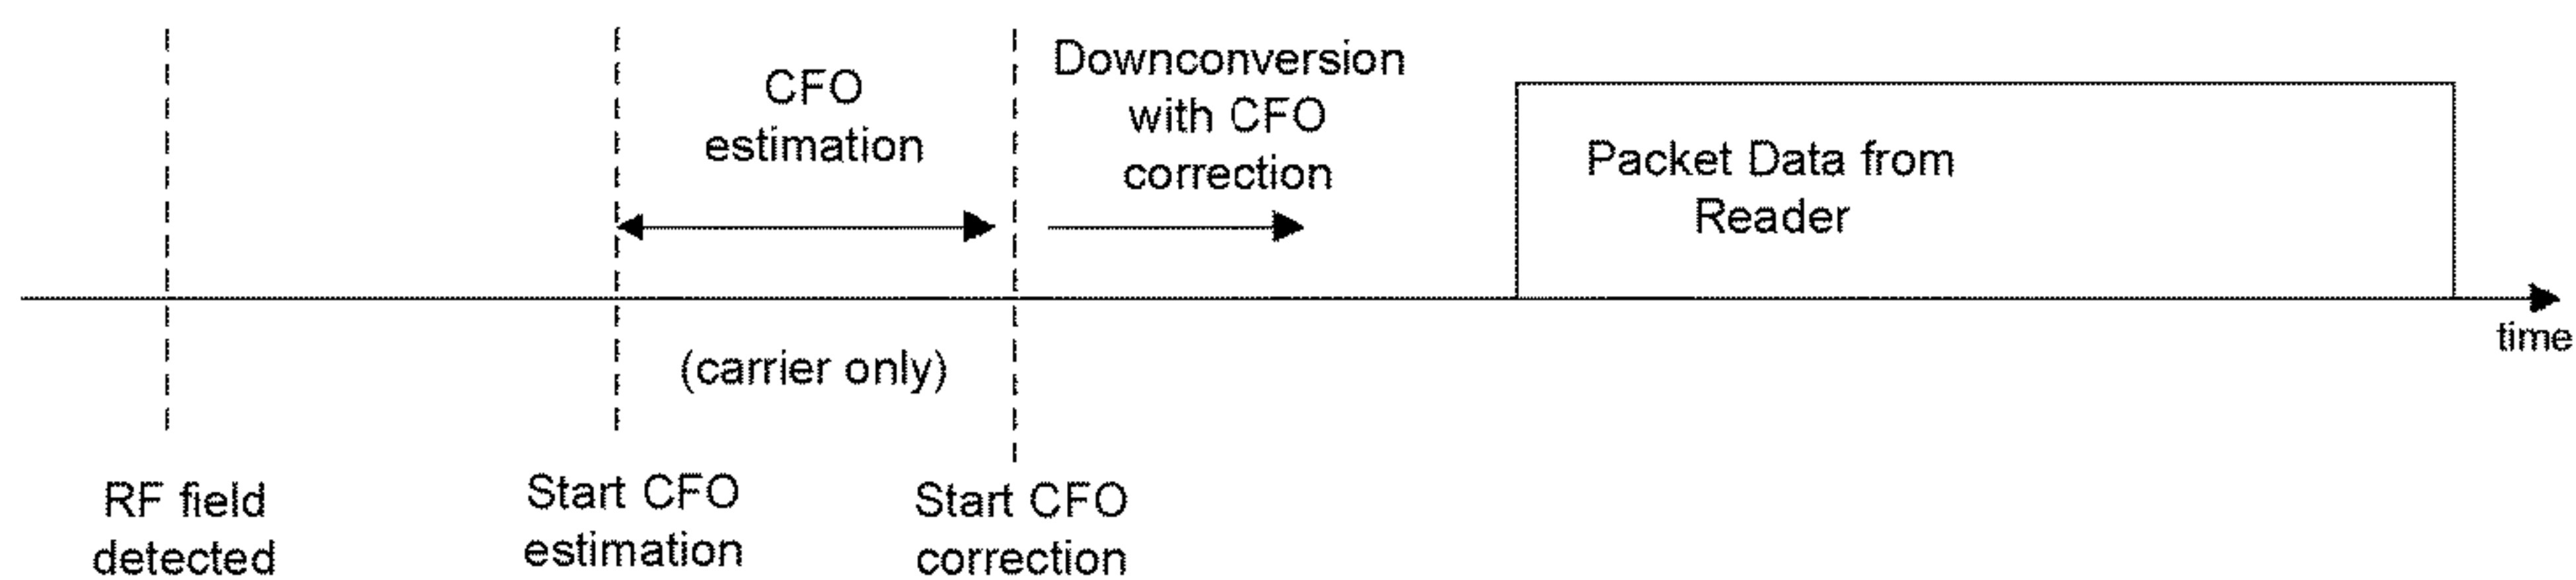 CFO
estimation
Downconversion
with CFO
correction
Packet Data from
Reader
time
(carrier only)
RF field
detected
Start CFO
estimation
Start CFO
correction